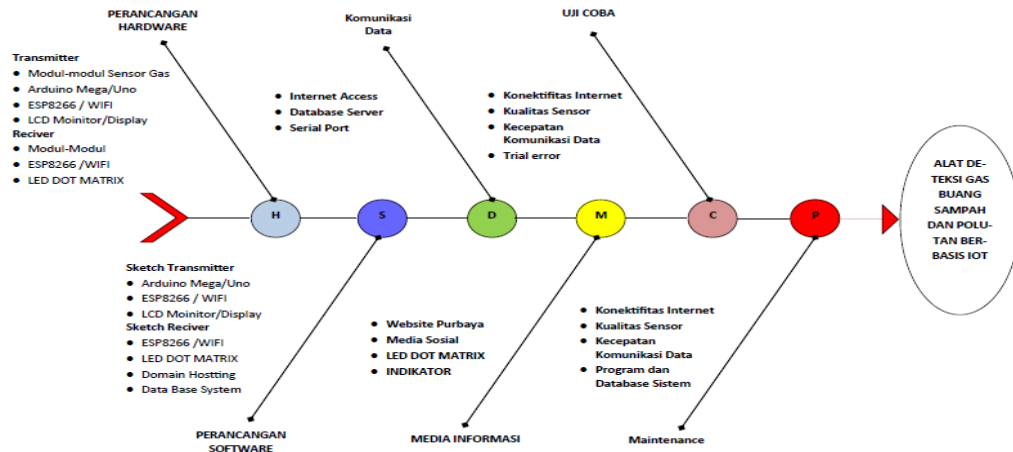 PERANCANGAN
HARDWARE
Transmitter
● Modul-modul Sensor Gas
● Arduino Mega/Uno
● ESP8266 / WIFI
● LCD Moinitor/Display
Reciver
● Modul-Modul
● ESP8266 /WIFI
● LED DOT MATRIX
Komunikasi
Data
● Internet Access
● Database Server
● Serial Port
UJI COBA
● Konektifitas Internet
● Kualitas Sensor
● Kecepatan
Komunikasi Data
● Trial error
H
S
D
M
C
P
ALAT DE-
TEKSI GAS
BUANG
SAMPAH
DAN POLU-
TAN BER-
BASIS IOT
Sketch Transmitter
● Arduino Mega/Uno
● ESP8266 / WIFI
● LCD Moinitor/Display
Sketch Reciver
● ESP8266 /WIFI
● LED DOT MATRIX
● Domain Hostting
● Data Base System
PERANCANGAN
SOFTWARE
● Website Purbaya
● Media Sosial
● LED DOT MATRIX
● INDIKATOR
MEDIA INFORMASI
● Konektifitas Internet
● Kualitas Sensor
● Kecepatan
Komunikasi Data
● Program dan
Database Sistem
Maintenance